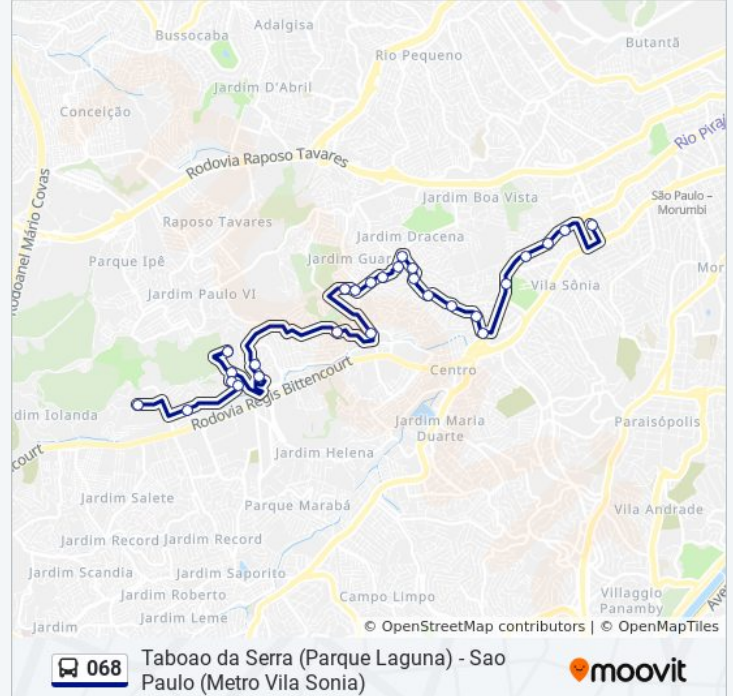 Bussocaba
Adalgisa
Rio Pequeno
Butantã
Jardim D'Abril
Conceição
Rio Piraj
Rodovia Raposo Tavares
São Paulo –
Morumbi
Jardim Boa Vista
Raposo Tavares
Jardim Dracena
Rodoanel Mário Covas
Parque Ipê
Jardim Guar
Mor
Vila Sônia
Jardim Paulo VI
Rodovia Régis Bittencourt
Centro
dim Iolanda
court
Jardim Maria
Duarte
Paraisópolis
Jardim Helena
Jardim Salete
Parque Marabá
Vila Andrade
Jardim Record
Jardim Record
Jardim Scandia
Jardim Saporito
Jardim Roberto
Campo Limpo
Villaggio
Panamby
Ave
Jardim Leme
Jardim
© OpenStreetMap contributors | © OpenMapTiles
068
Taboao da Serra (Parque Laguna) - Sao
Paulo (Metro Vila Sonia)
moovit